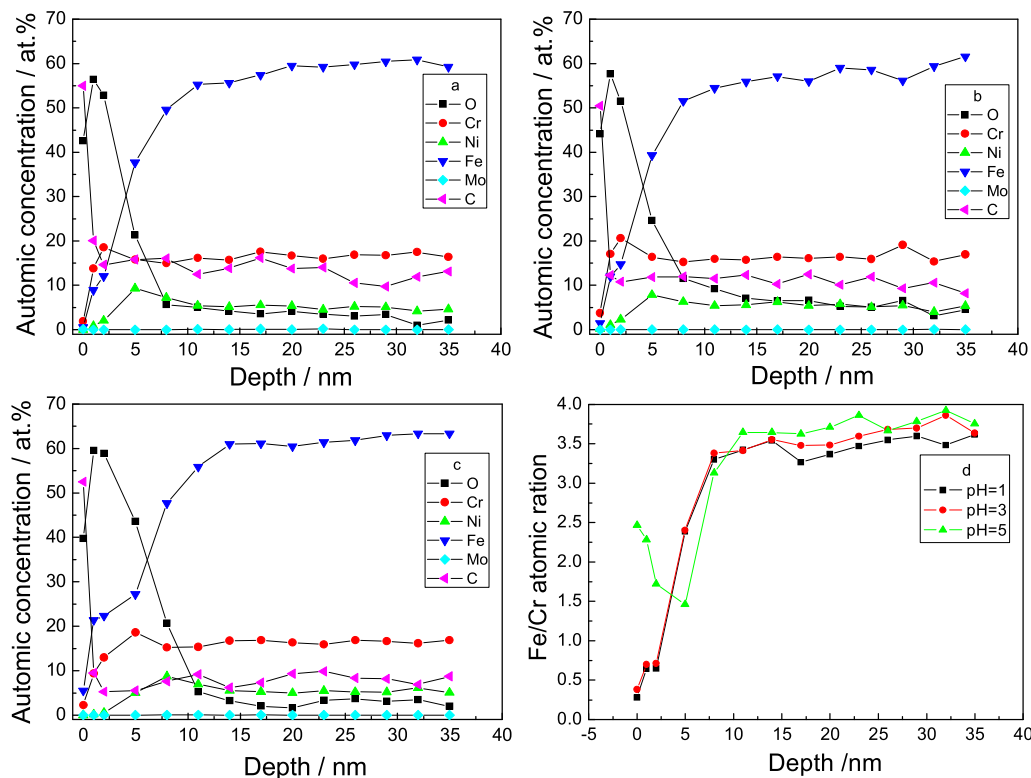 Automic concentration / at.%
70
60
50
40
30
20
10
0
a
O
Cr
Ni
Fe
Mo
C
0 5 10 15 20 25 30 35 40
Depth / nm
Automic concentration / at.%
70
60
50
40
30
20
10
0
b
O
Cr
Ni
Fe
Mo
C
0 5 10 15 20 25 30 35 40
Depth / nm
Automic concentration / at.%
70
60
50
40
30
20
10
0
c
O
Cr
Ni
Fe
Mo
C
0 5 10 15 20 25 30 35 40
Depth / nm
Fe/Cr atomic ration
4.0
3.5
3.0
2.5
2.0
1.5
1.0
0.5
0.0
d
pH=1
pH=3
pH=5
-5 0 5 10 15 20 25 30 35 40
Depth /nm